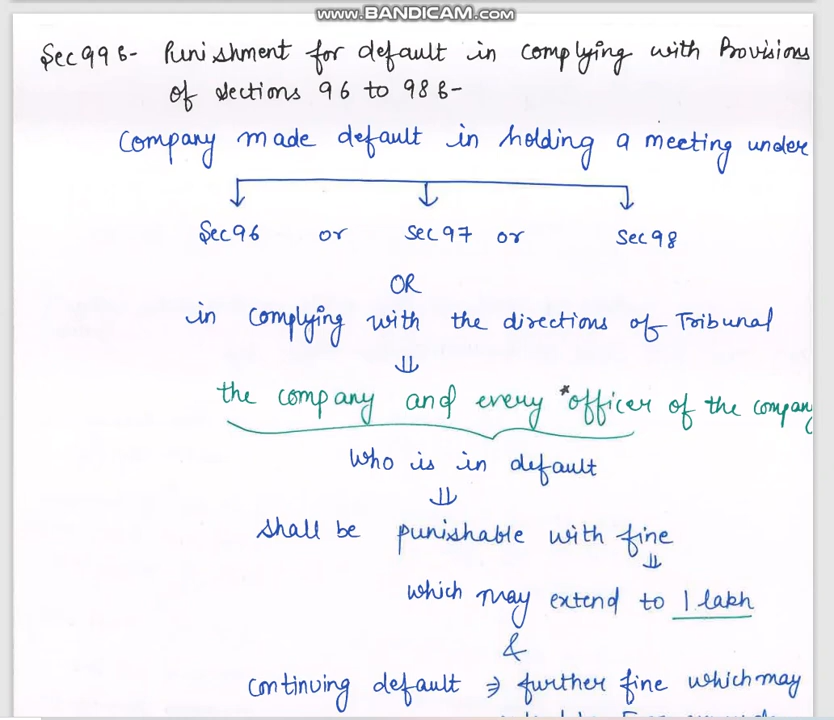 www.BANDICAM.com
Sec 99 :- Punishment for default in complying with Provisions
of sections 96 to 98 :-
Company made default in holding a meeting under
Sec 96 or Sec 97 or Sec 98
OR
in complying with the directions of Tribunal
the company and every *officer of the company
Who is in default
shall be punishable with fine
which may extend to 1 lakh
&
continuing default ⇒ further fine which may